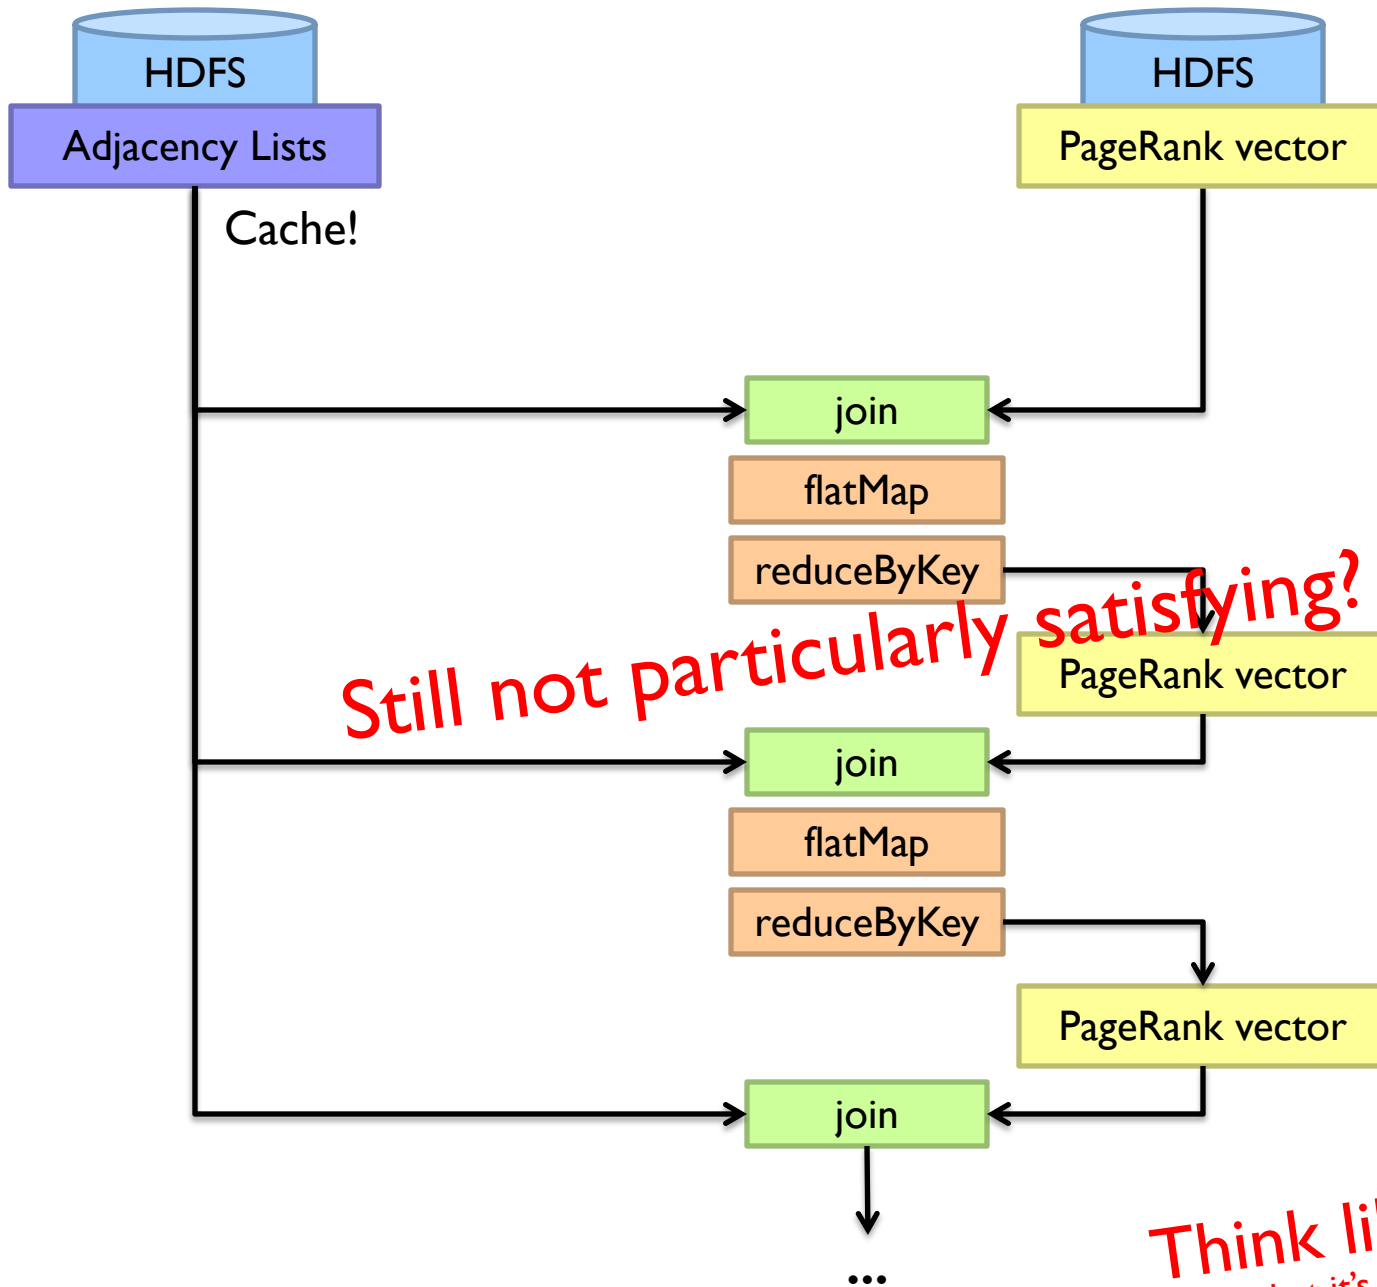 HDFS
HDFS
Adjacency Lists
PageRank vector
Cache!
join
flatMap
reduceByKey
Still not particularly satisfying?
PageRank vector
join
flatMap
reduceByKey
PageRank vector
join
...
Think
it's